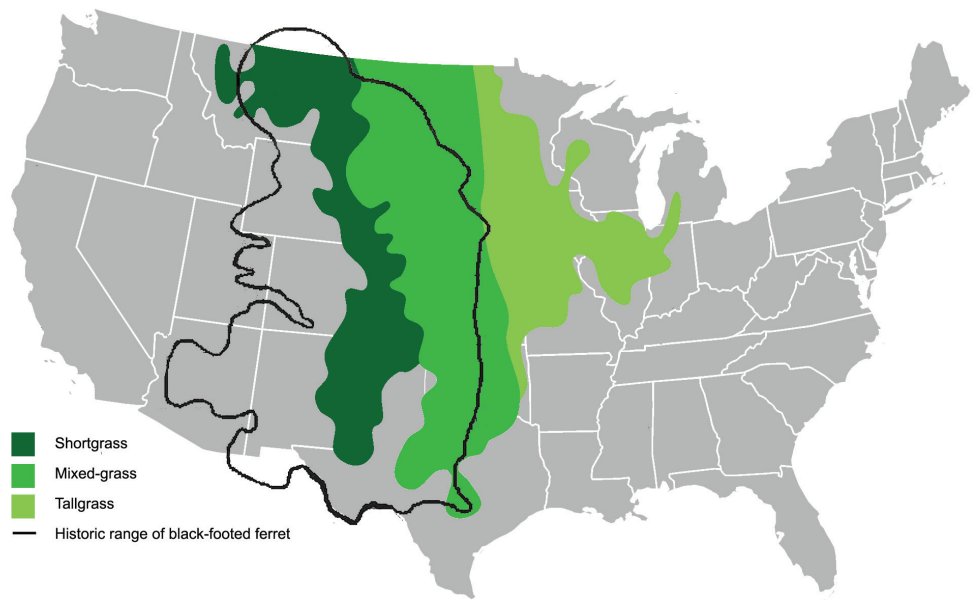 Shortgrass
Mixed-grass
Tallgrass
Historic range of black-footed ferret